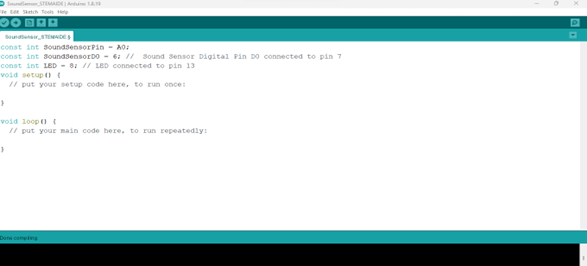 SoundSensor_STEMAIDE | Arduino 1.8.19
File Edit Sketch Tools Help
SoundSensor_STEMAIDE §
const int SoundSensorPin = A0;
const int SoundSensorD0 = 6; // Sound Sensor Digital Pin D0 connected to pin 7
const int LED = 8; // LED connected to pin 13
void setup() {
// put your setup code here, to run once:
}
void loop() {
// put your main code here, to run repeatedly:
}
Done compiling.